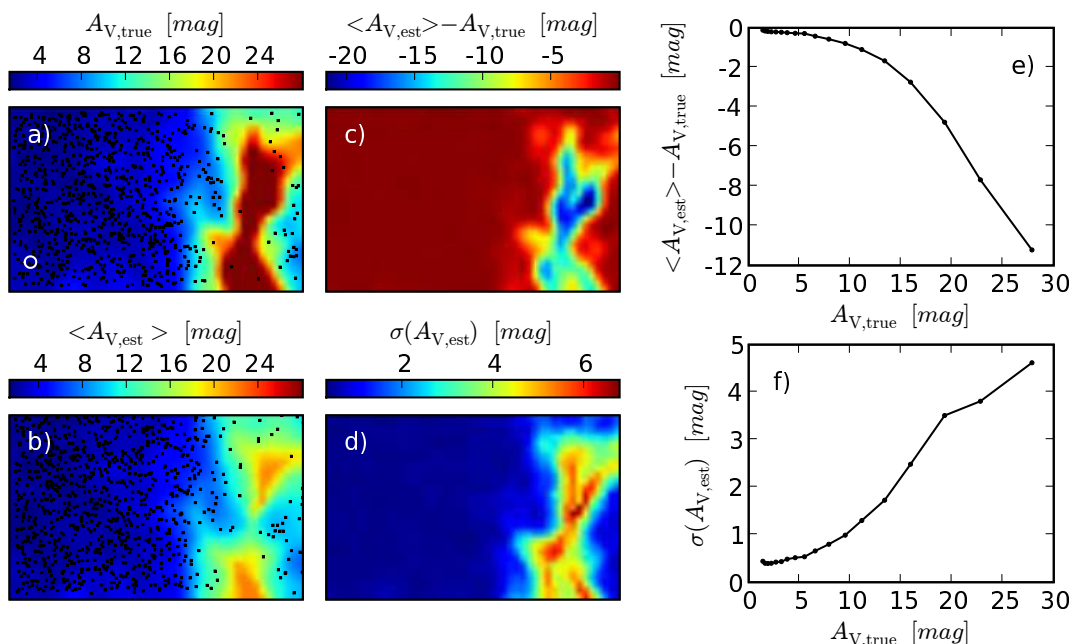 A_V,true [mag]
4 8 12 16 20 24
a)
<A_V,est>−A_V,true [mag]
-20 -15 -10 -5
c)
<A_V,est> [mag]
4 8 12 16 20 24
b)
σ(A_V,est) [mag]
2 4 6
d)
<A_V,est>−A_V,true [mag]
0
-2
-4
-6
-8
-10
-12
e)
0 5 10 15 20 25 30
A_V,true [mag]
σ(A_V,est) [mag]
5
4
3
2
1
0
f)
0 5 10 15 20 25 30
A_V,true [mag]